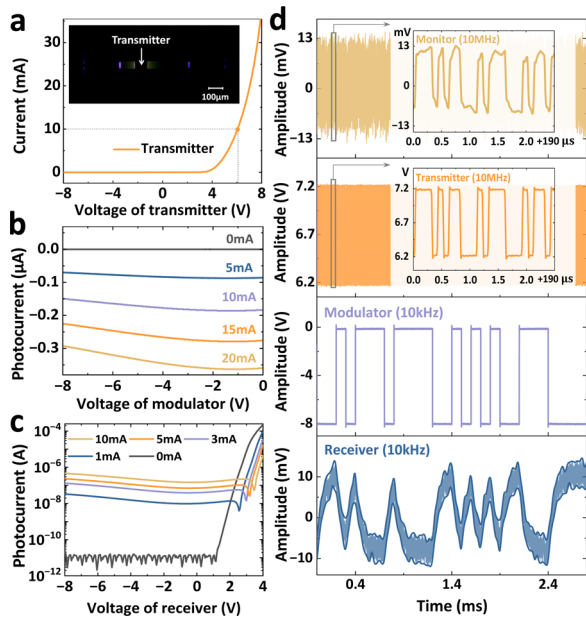 a
Transmitter
100μm
Transmitter
Current (mA)
30
20
10
0
−8 −4 0 4 8
Voltage of transmitter (V)
b
0mA
5mA
10mA
15mA
20mA
Photocurrent (μA)
0.0
−0.1
−0.2
−0.3
−8 −6 −4 −2 0
Voltage of modulator (V)
c
10mA 5mA 3mA
1mA 0mA
Photocurrent (A)
10⁻⁴
10⁻⁶
10⁻⁸
10⁻¹⁰
10⁻¹²
−8 −6 −4 −2 0 2 4
Voltage of receiver (V)
d
Amplitude (mV)
13
0
−13
mV
Monitor (10MHz)
13
0
−13
0.0 0.5 1.0 1.5 2.0 +190 μs
Amplitude (V)
7.2
6.7
6.2
V
Transmitter (10MHz)
7.2
6.7
6.2
0.0 0.5 1.0 1.5 2.0 +190 μs
Modulator (10kHz)
Amplitude (V)
0
−4
−8
Receiver (10kHz)
Amplitude (mV)
10
0
−10
0.4 1.4 2.4
Time (ms)